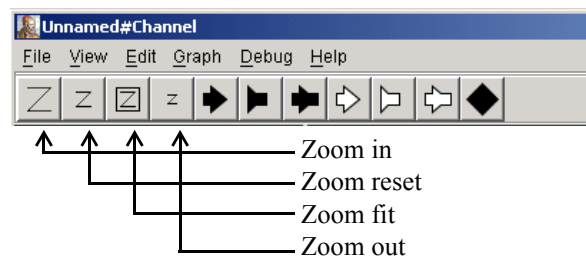 Unnamed#Channel
File View Edit Graph Debug Help
Z Z Z z
Zoom in
Zoom reset
Zoom fit
Zoom out